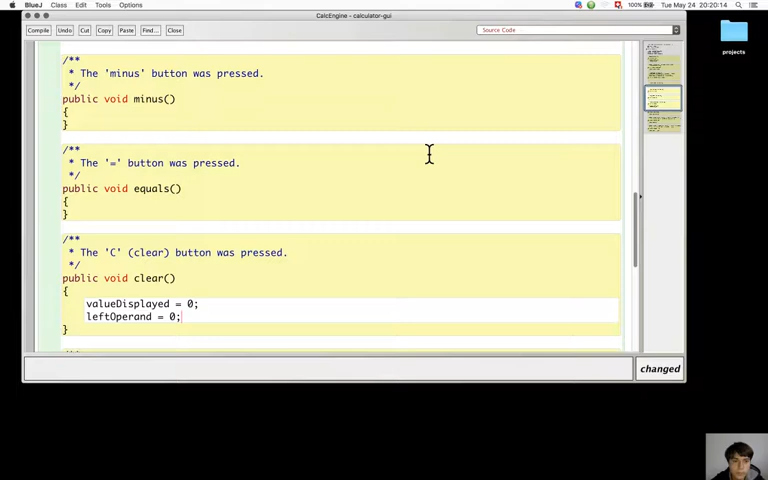 BlueJ Class Edit Tools Options 100% Tue May 24 20:20:14
CalcEngine - calculator-gui
Compile Undo Cut Copy Paste Find... Close Source Code
projects
/**
* The 'minus' button was pressed.
*/
public void minus()
{
}
/**
* The '=' button was pressed.
*/
public void equals()
{
}
/**
* The 'C' (clear) button was pressed.
*/
public void clear()
{
valueDisplayed = 0;
leftOperand = 0;
}
changed